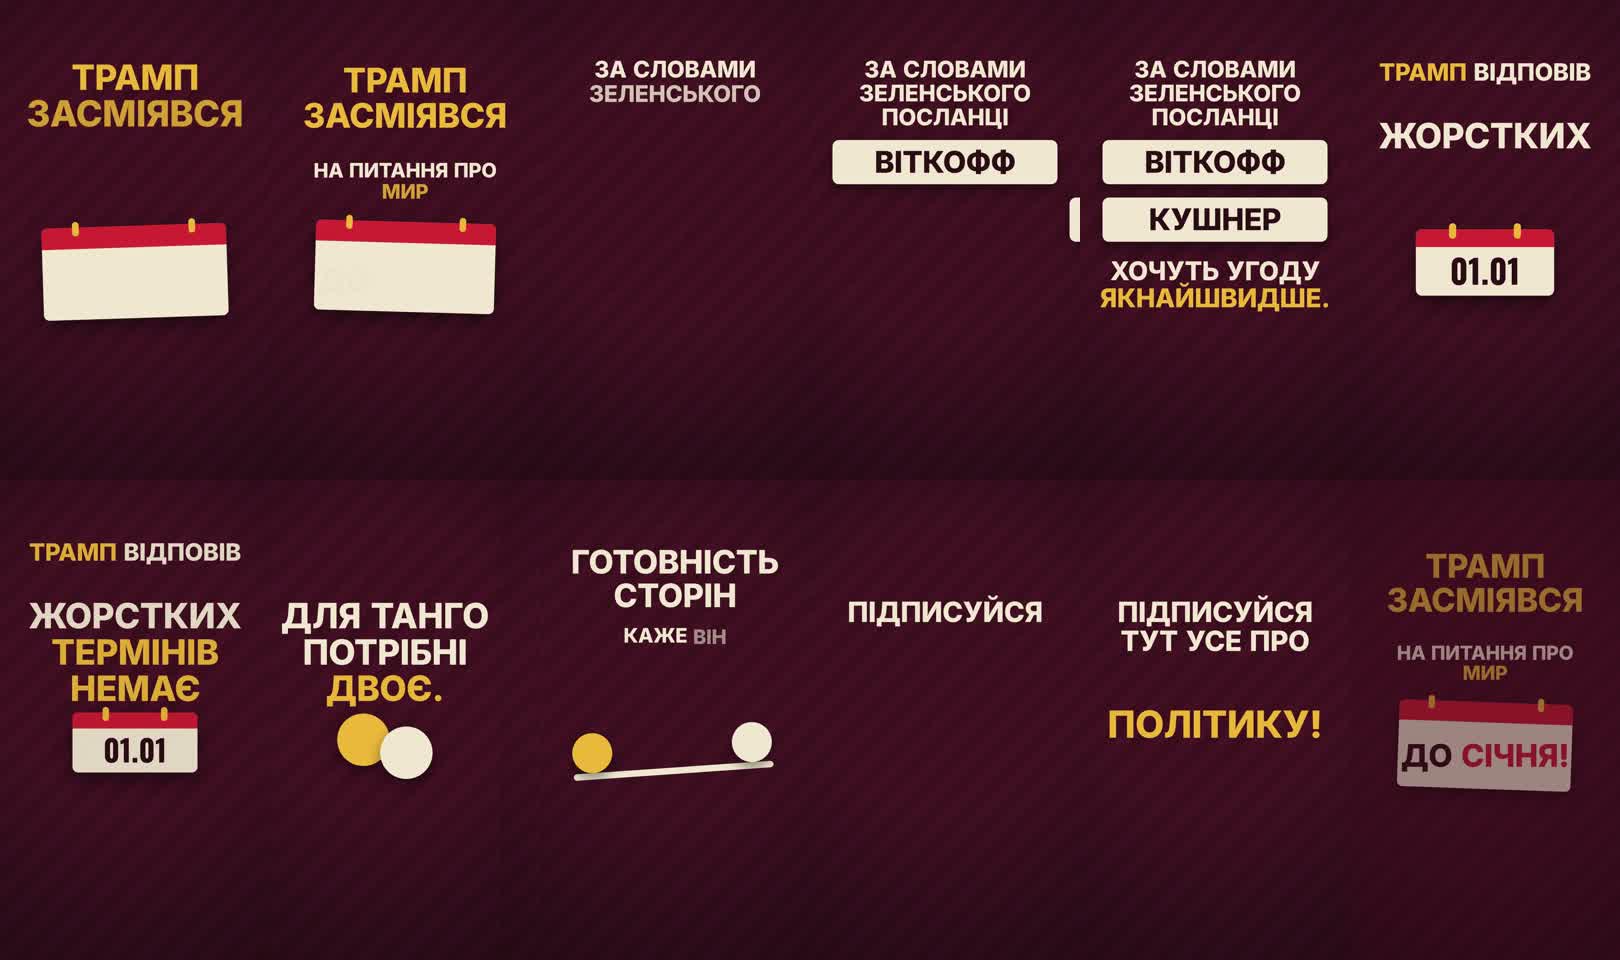 ТРАМП
ЗАСМІЯВСЯ
ТРАМП
ЗАСМІЯВСЯ
НА ПИТАННЯ ПРО
МИР
ЗА СЛОВАМИ
ЗЕЛЕНСЬКОГО
ЗА СЛОВАМИ
ЗЕЛЕНСЬКОГО
ПОСЛАНЦІ
ВІТКОФФ
ЗА СЛОВАМИ
ЗЕЛЕНСЬКОГО
ПОСЛАНЦІ
ВІТКОФФ
КУШНЕР
ХОЧУТЬ УГОДУ
ЯКНАЙШВИДШЕ.
ТРАМП ВІДПОВІВ
ЖОРСТКИХ
01.01
ТРАМП ВІДПОВІВ
ЖОРСТКИХ
ТЕРМІНІВ
НЕМАЄ
01.01
ДЛЯ ТАНГО
ПОТРІБНІ
ДВОЄ.
ГОТОВНІСТЬ
СТОРІН
КАЖЕ ВІН
ПІДПИСУЙСЯ
ПІДПИСУЙСЯ
ТУТ УСЕ ПРО
ПОЛІТИКУ!
ТРАМП
ЗАСМІЯВСЯ
НА ПИТАННЯ ПРО
МИР
ДО СІЧНЯ!